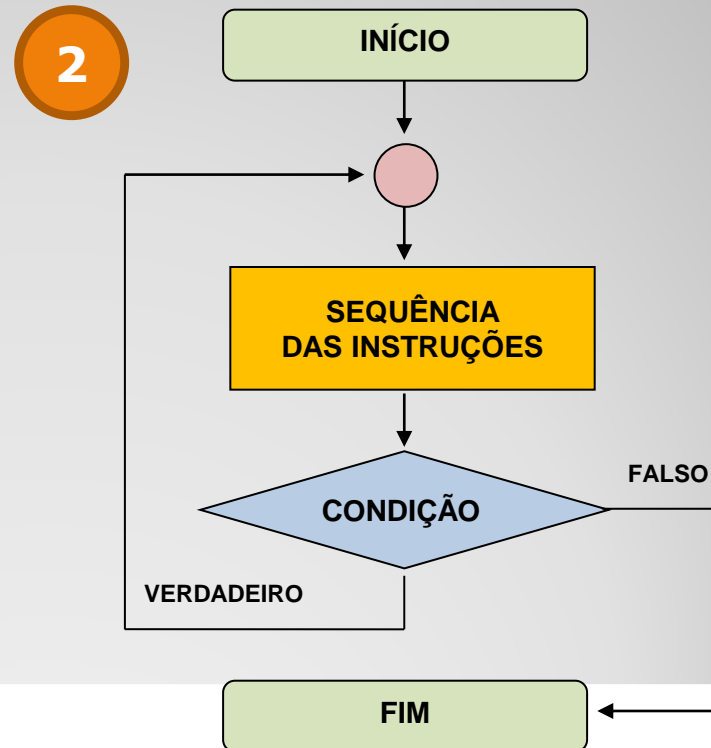 2
INÍCIO
SEQUÊNCIA
DAS INSTRUÇÕES
CONDIÇÃO
FALSO
VERDADEIRO
FIM